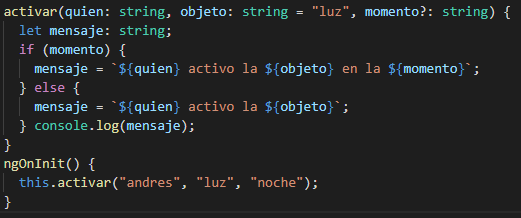 activar(quien: string, objeto: string = "luz", momento?: string) {
  let mensaje: string;
  if (momento) {
    mensaje = `${quien} activo la ${objeto} en la ${momento}`;
  } else {
    mensaje = `${quien} activo la ${objeto}`;
  } console.log(mensaje);
}
ngOnInit() {
  this.activar("andres", "luz", "noche");
}